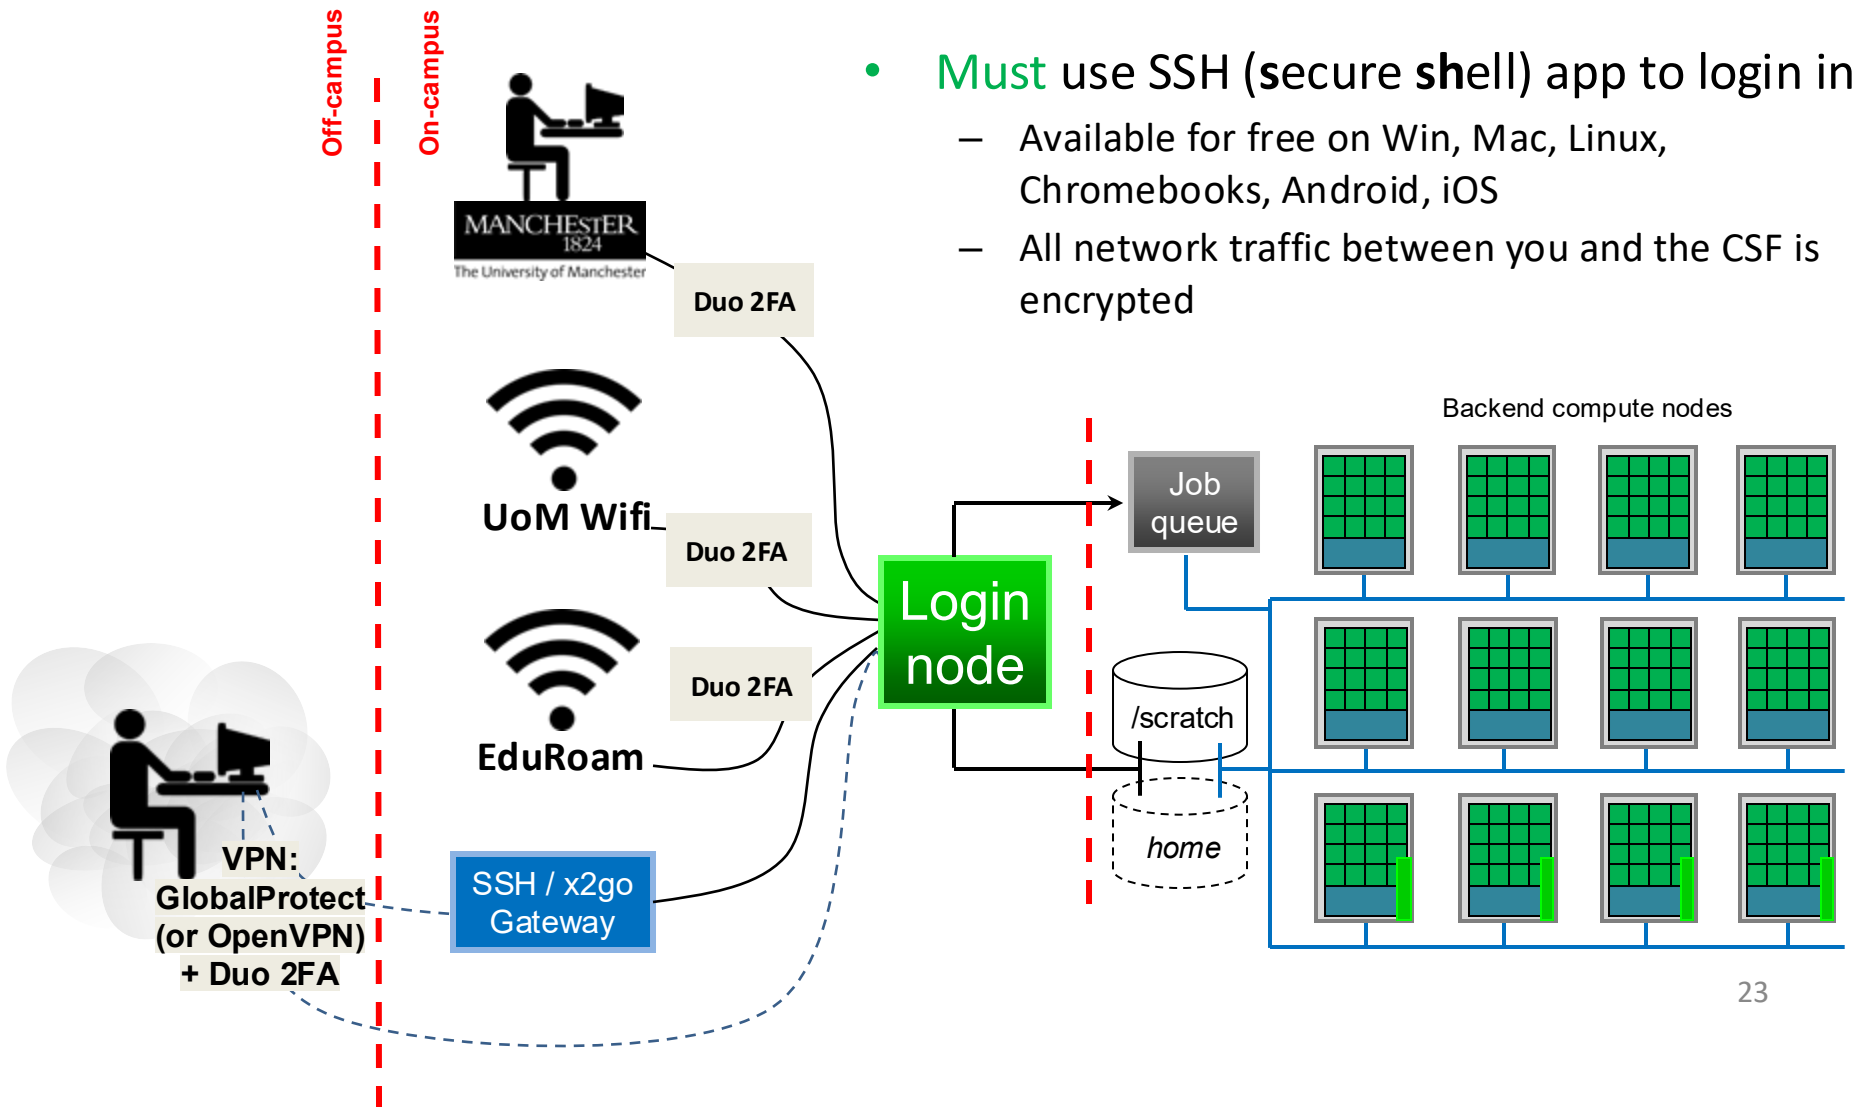 Off-campus
On-campus
• Must use SSH (secure shell) app to login in
– Available for free on Win, Mac, Linux,
Chromebooks, Android, iOS
– All network traffic between you and the CSF is
encrypted
MANCHESTER
1824
The University of Manchester
Duo 2FA
UoM Wifi
Duo 2FA
EduRoam
Duo 2FA
VPN:
GlobalProtect
(or OpenVPN)
+ Duo 2FA
SSH / x2go
Gateway
Login
node
Job
queue
/scratch
home
Backend compute nodes
23